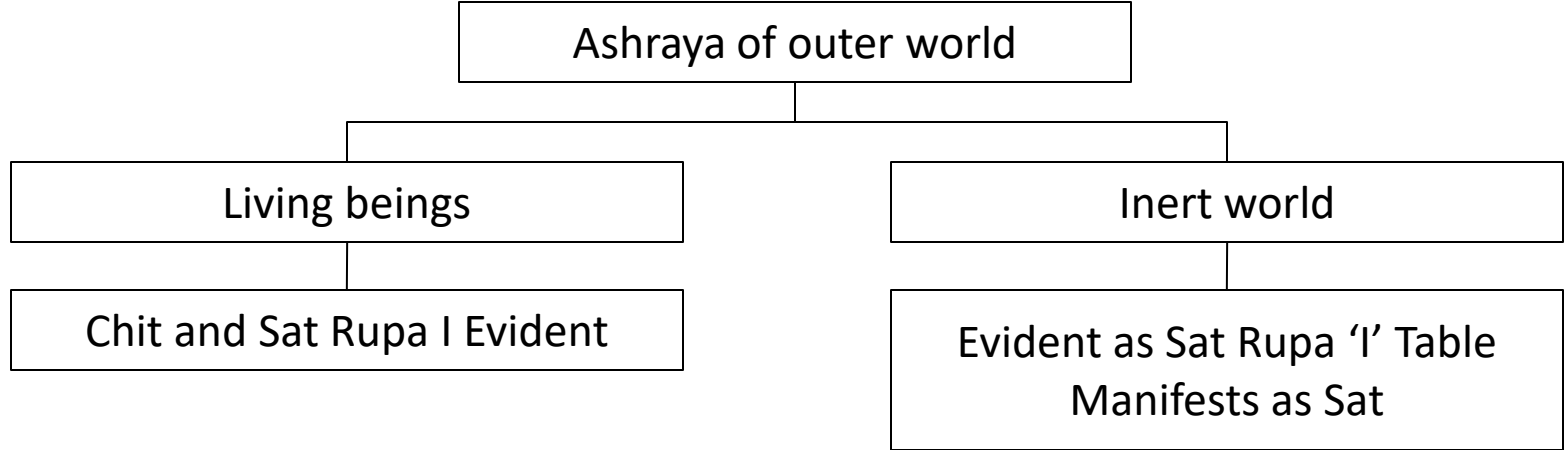 Ashraya of outer world
Living beings
Inert world
Chit and Sat Rupa I Evident
Evident as Sat Rupa ‘I’ Table
Manifests as Sat